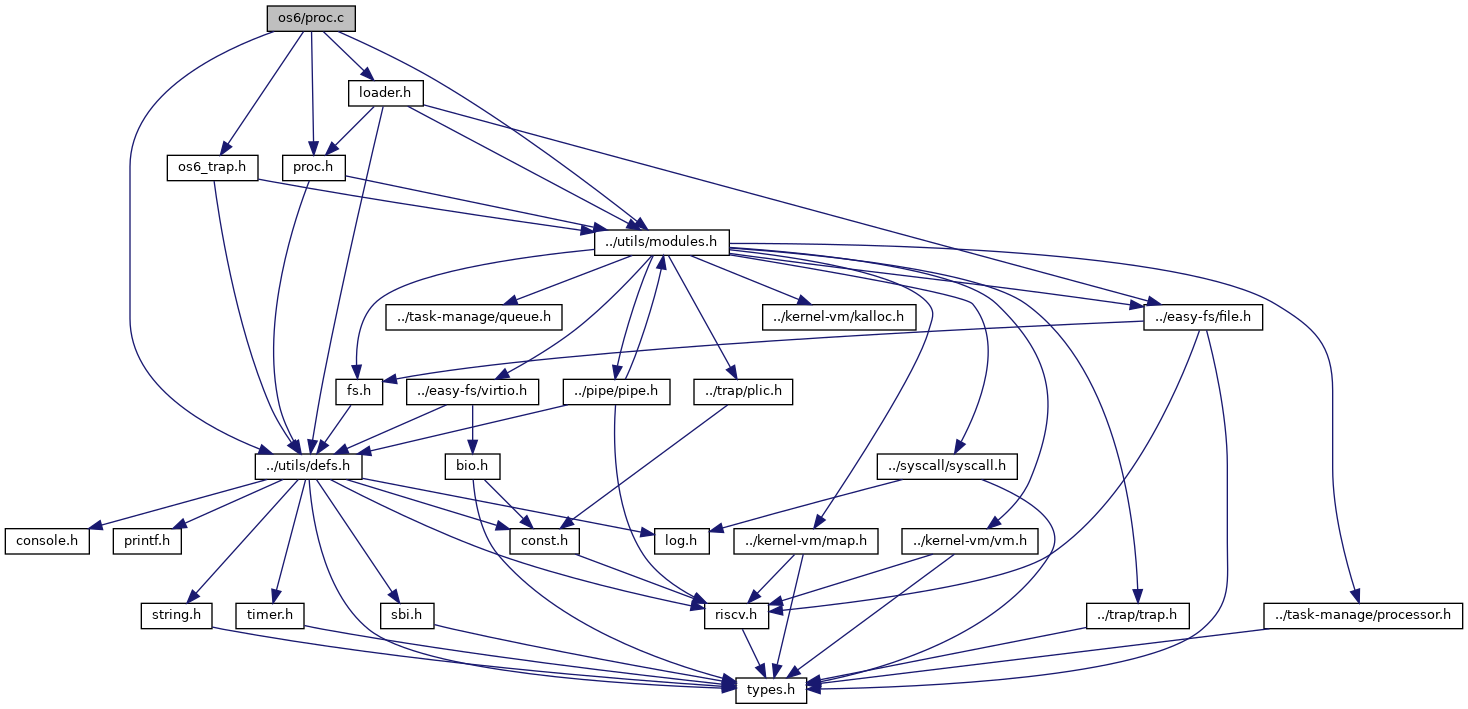 os6/proc.c
loader.h
os6_trap.h
proc.h
../utils/modules.h
../task-manage/queue.h
../kernel-vm/kalloc.h
../easy-fs/file.h
fs.h
../easy-fs/virtio.h
../pipe/pipe.h
../trap/plic.h
../utils/defs.h
bio.h
../syscall/syscall.h
console.h
printf.h
const.h
log.h
../kernel-vm/map.h
../kernel-vm/vm.h
string.h
timer.h
sbi.h
riscv.h
../trap/trap.h
../task-manage/processor.h
types.h